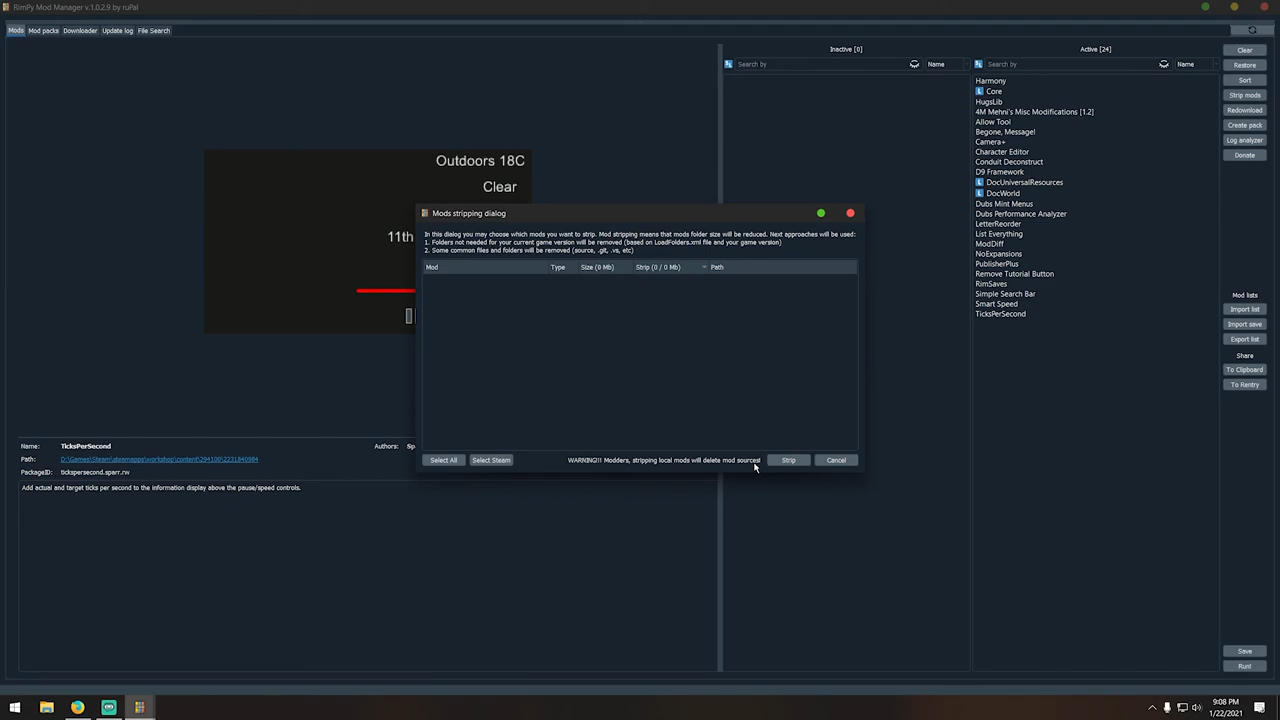 RimPy Mod Manager v.1.0.2.9 by ruPal
Mods
Mod packs
Downloader
Update log
File Search
Outdoors 18C
Clear
11th
Inactive [0]
Search by
Name
Active [24]
Search by
Name
Harmony
L Core
HugsLib
4M Mehni's Misc Modifications [1.2]
Allow Tool
Begone, Message!
Camera+
Character Editor
Conduit Deconstruct
D9 Framework
L DocUniversalResources
L DocWorld
Dubs Mint Menus
Dubs Performance Analyzer
LetterReorder
List Everything
ModDiff
NoExpansions
PublisherPlus
Remove Tutorial Button
RimSaves
Simple Search Bar
Smart Speed
TicksPerSecond
Clear
Restore
Sort
Strip mods
Redownload
Create pack
Log analyzer
Donate
Mod lists
Import list
Import save
Export list
Share
To Clipboard
To Rentry
Save
Run!
Mods stripping dialog
In this dialog you may choose which mods you want to strip. Mod stripping means that mods folder size will be reduced. Next approaches will be used:
1. Folders not needed for your current game version will be removed (based on LoadFolders.xml file and your game version)
2. Some common files and folders will be removed (source, .git, .vs, etc)
Mod
Type
Size (0 Mb)
Strip (0 / 0 Mb)
Path
Select All
Select Steam
WARNING!!! Modders, stripping local mods will delete mod sources!
Strip
Cancel
Name: TicksPerSecond
Authors: Sp
Path: D:\Games\Steam\steamapps\workshop\content\294100\2231840984
PackageID: tickspersecond.sparr.rw
Add actual and target ticks per second to the information display above the pause/speed controls.
9:08 PM
1/22/2021